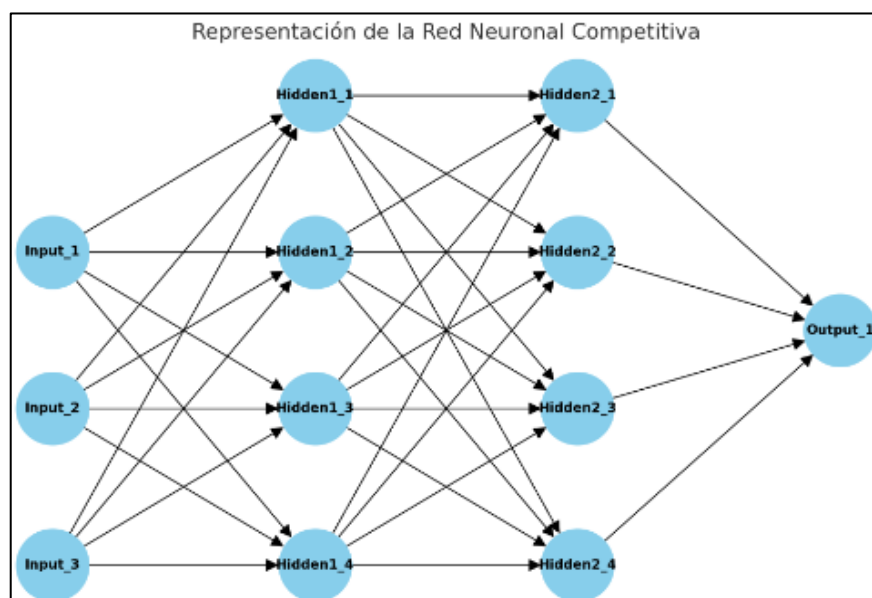 Representación de la Red Neuronal Competitiva
Hidden1_1
Hidden2_1
Input_1
Hidden1_2
Hidden2_2
Output_1
Input_2
Hidden1_3
Hidden2_3
Input_3
Hidden1_4
Hidden2_4